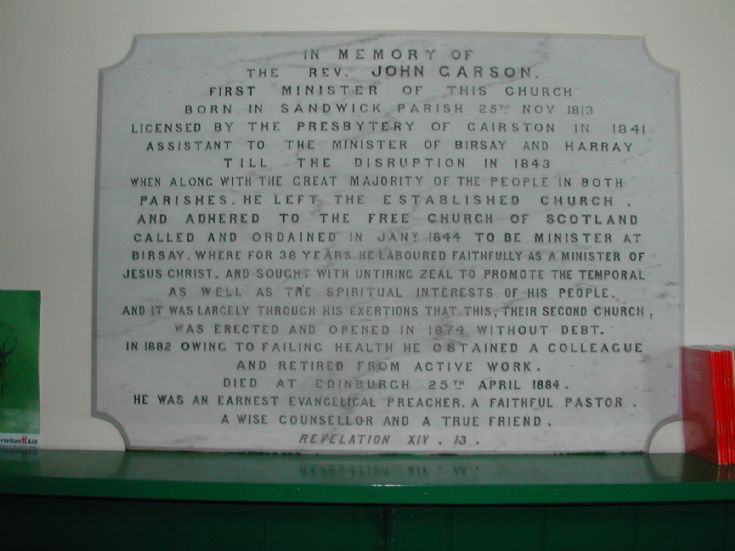 IN MEMORY OF
THE REV. JOHN GARSON.
FIRST MINISTER OF THIS CHURCH
BORN IN SANDWICK PARISH 25TH NOV 1813
LICENSED BY THE PRESBYTERY OF CAIRSTON IN 1841
ASSISTANT TO THE MINISTER OF BIRSAY AND HARRAY
TILL THE DISRUPTION IN 1843
WHEN ALONG WITH THE GREAT MAJORITY OF THE PEOPLE IN BOTH
PARISHES. HE LEFT THE ESTABLISHED CHURCH.
AND ADHERED TO THE FREE CHURCH OF SCOTLAND
CALLED AND ORDAINED IN JANY 1844 TO BE MINISTER AT
BIRSAY. WHERE FOR 38 YEARS HE LABOURED FAITHFULLY AS A MINISTER OF
JESUS CHRIST. AND SOUGHT WITH UNTIRING ZEAL TO PROMOTE THE TEMPORAL
AS WELL AS THE SPIRITUAL INTERESTS OF HIS PEOPLE.
AND IT WAS LARGELY THROUGH HIS EXERTIONS THAT THIS, THEIR SECOND CHURCH,
WAS ERECTED AND OPENED IN 1874 WITHOUT DEBT.
IN 1882 OWING TO FAILING HEALTH HE OBTAINED A COLLEAGUE
AND RETIRED FROM ACTIVE WORK.
DIED AT EDINBURGH 25TH APRIL 1884.
HE WAS AN EARNEST EVANGELICAL PREACHER. A FAITHFUL PASTOR.
A WISE COUNSELLOR AND A TRUE FRIEND.
REVELATION XIV. 13.
ristian Aid